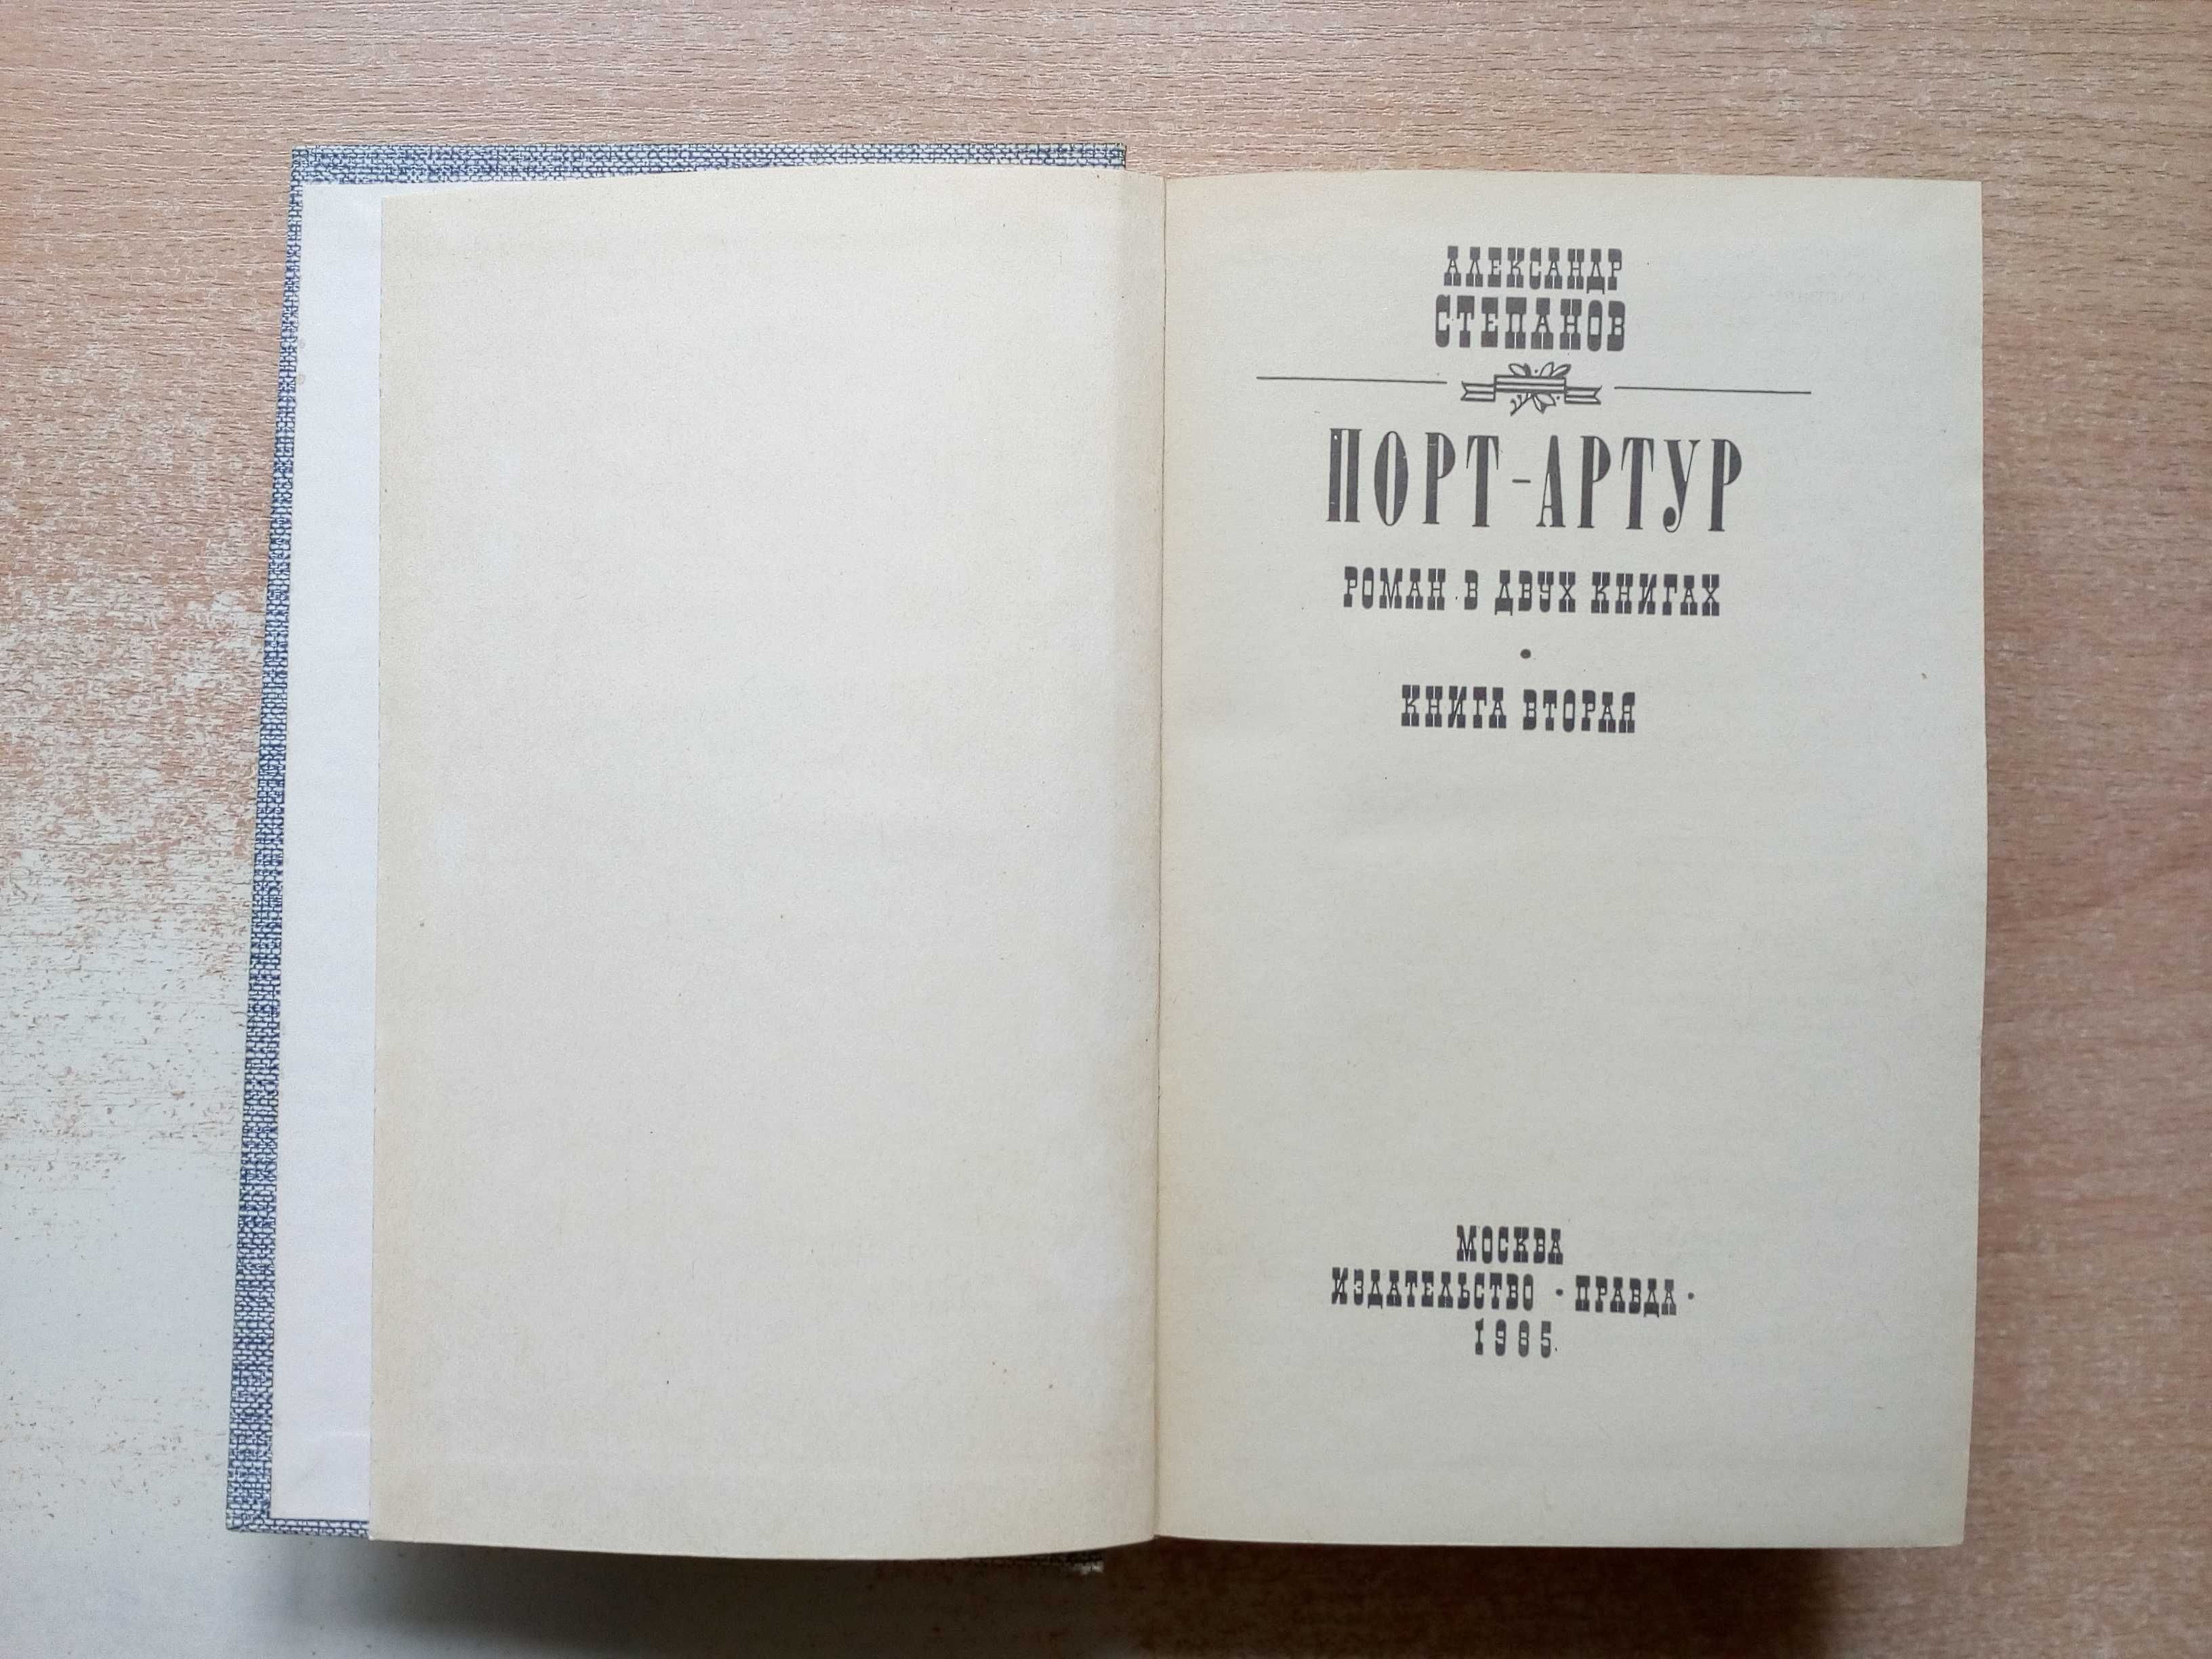 АЛЕКСАНДР
СТЕПАНОВ
ПОРТ-АРТУР
РОМАН В ДВУХ КНИГАХ
•
КНИГА ВТОРАЯ
МОСКВА
ИЗДАТЕЛЬСТВО •ПРАВДА•
1985